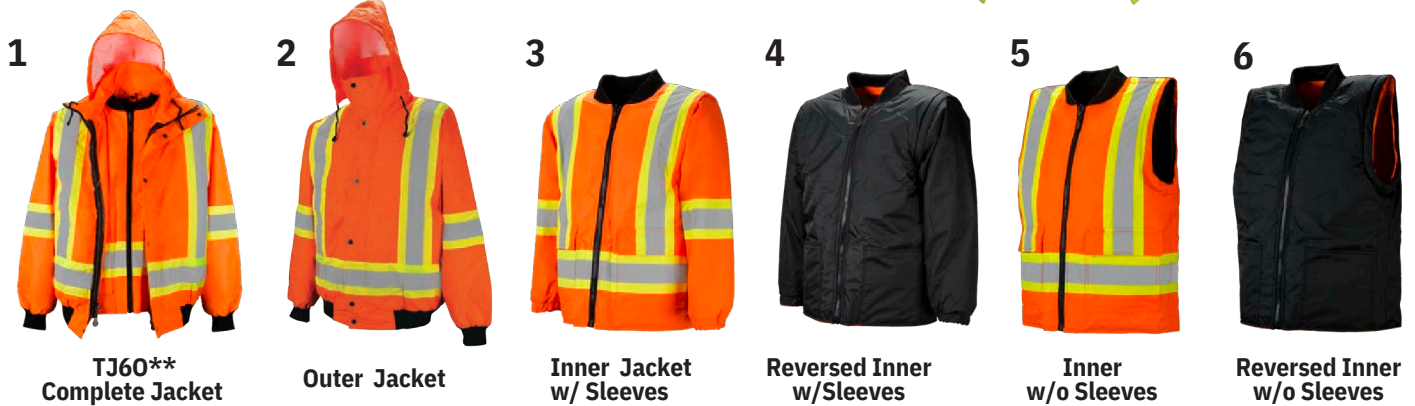 1
2
3
4
5
6
TJ60**
Complete Jacket
Outer Jacket
Inner Jacket
w/ Sleeves
Reversed Inner
w/Sleeves
Inner
w/o Sleeves
Reversed Inner
w/o Sleeves